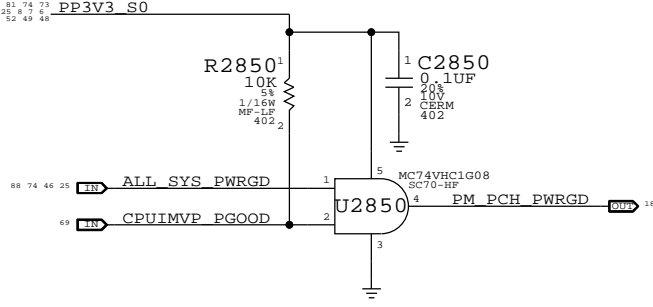 81 74 73
25 8 7 6 PP3V3_S0
52 49 48
R2850 1
10K
5%
1/16W
MF-LF
402 2
1 C2850
0.1UF
20%
10V
2 CERM
402
88 74 46 25 IN ALL_SYS_PWRGD 1
69 IN CPUIMVP_PGOOD 2
5 MC74VHC1G08
SC70-HF
U2850 4 PM_PCH_PWRGD OUT 18
3